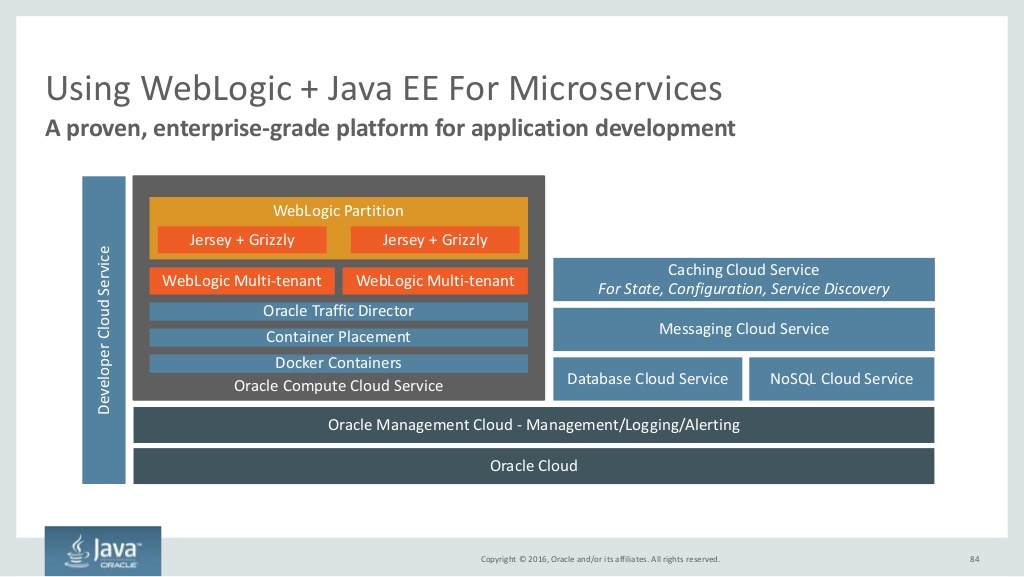 Using WebLogic + Java EE For Microservices
A proven, enterprise-grade platform for application development
Developer Cloud Service
WebLogic Partition
Jersey + Grizzly
Jersey + Grizzly
WebLogic Multi-tenant
WebLogic Multi-tenant
Oracle Traffic Director
Container Placement
Docker Containers
Oracle Compute Cloud Service
Caching Cloud Service
For State, Configuration, Service Discovery
Messaging Cloud Service
Database Cloud Service
NoSQL Cloud Service
Oracle Management Cloud - Management/Logging/Alerting
Oracle Cloud
Java™
ORACLE
Copyright © 2016, Oracle and/or its affiliates. All rights reserved.
84